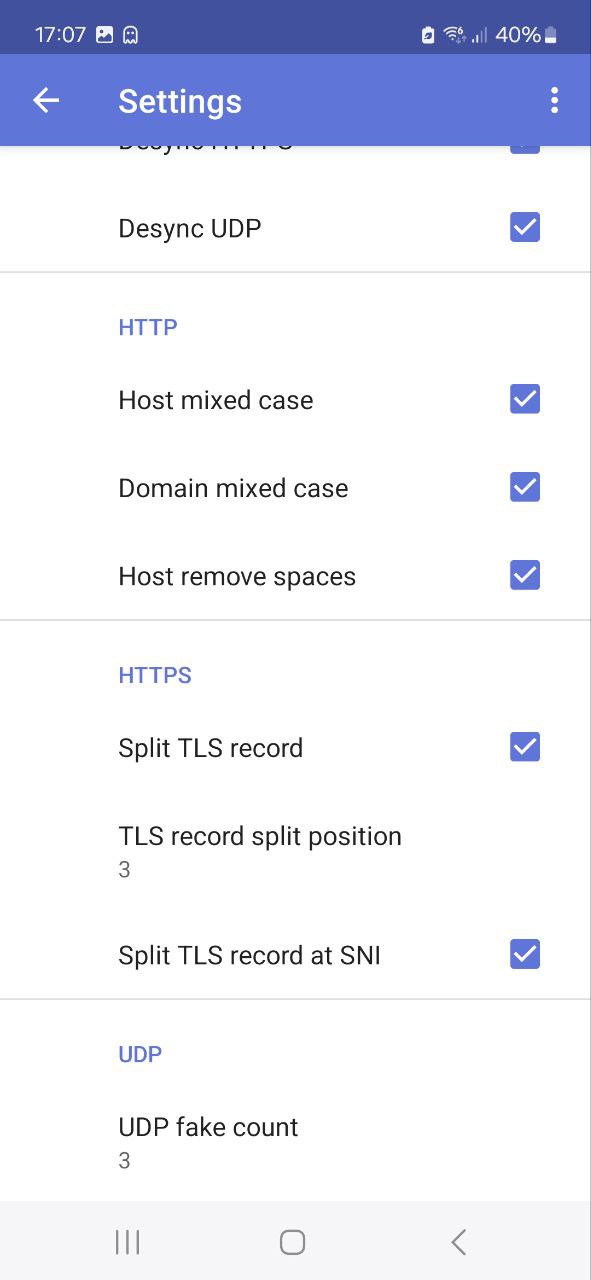 17:07
40%
Settings
Desync UDP
HTTP
Host mixed case
Domain mixed case
Host remove spaces
HTTPS
Split TLS record
TLS record split position
3
Split TLS record at SNI
UDP
UDP fake count
3